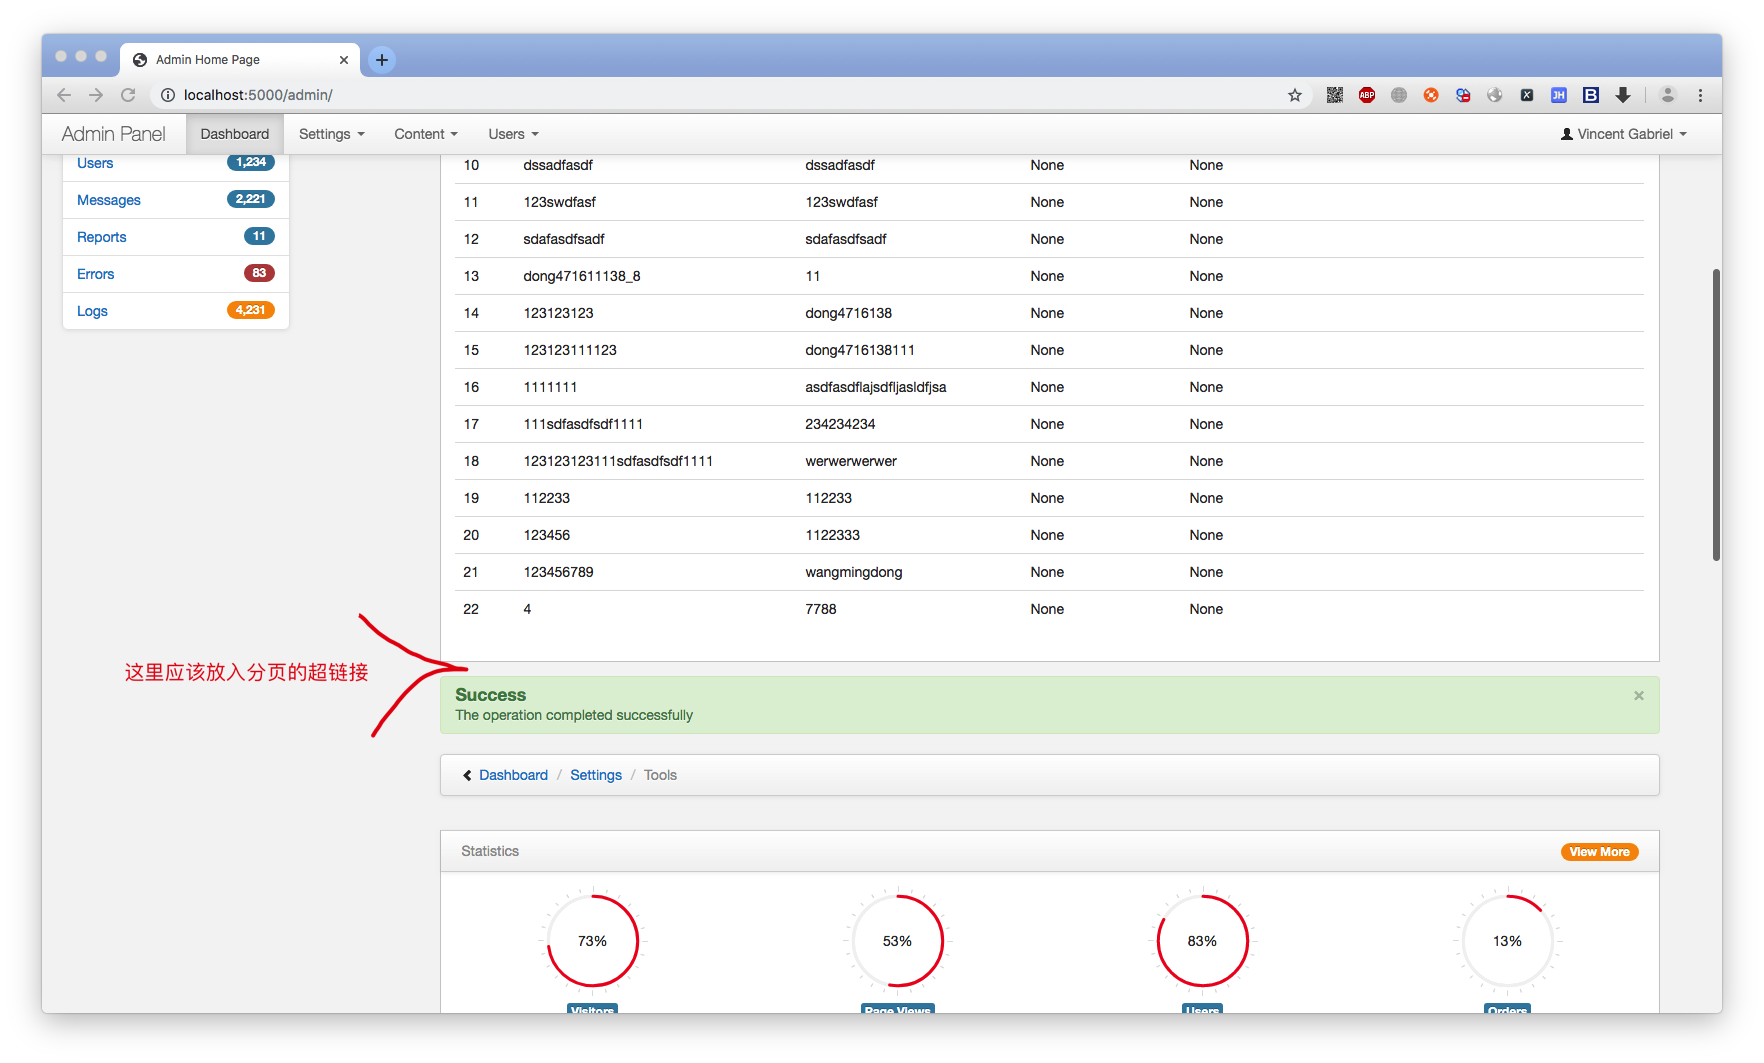 Admin Home Page
localhost:5000/admin/
ABP
X
JH
B
Admin Panel Dashboard Settings Content Users Vincent Gabriel
Users 1,234
Messages 2,221
Reports 11
Errors 83
Logs 4,231
10 dssadfasdf dssadfasdf None None
11 123swdfasf 123swdfasf None None
12 sdafasdfsadf sdafasdfsadf None None
13 dong471611138_8 11 None None
14 123123123 dong4716138 None None
15 123123111123 dong4716138111 None None
16 1111111 asdfasdflajsdfljasldfjsa None None
17 111sdfasdfsdf1111 234234234 None None
18 123123123111sdfasdfsdf1111 werwerwerwer None None
19 112233 112233 None None
20 123456 1122333 None None
21 123456789 wangmingdong None None
22 4 7788 None None
这里应该放入分页的超链接
Success
The operation completed successfully
Dashboard / Settings / Tools
Statistics View More
73% 53% 83% 13%
Visitors Page Views Users Orders